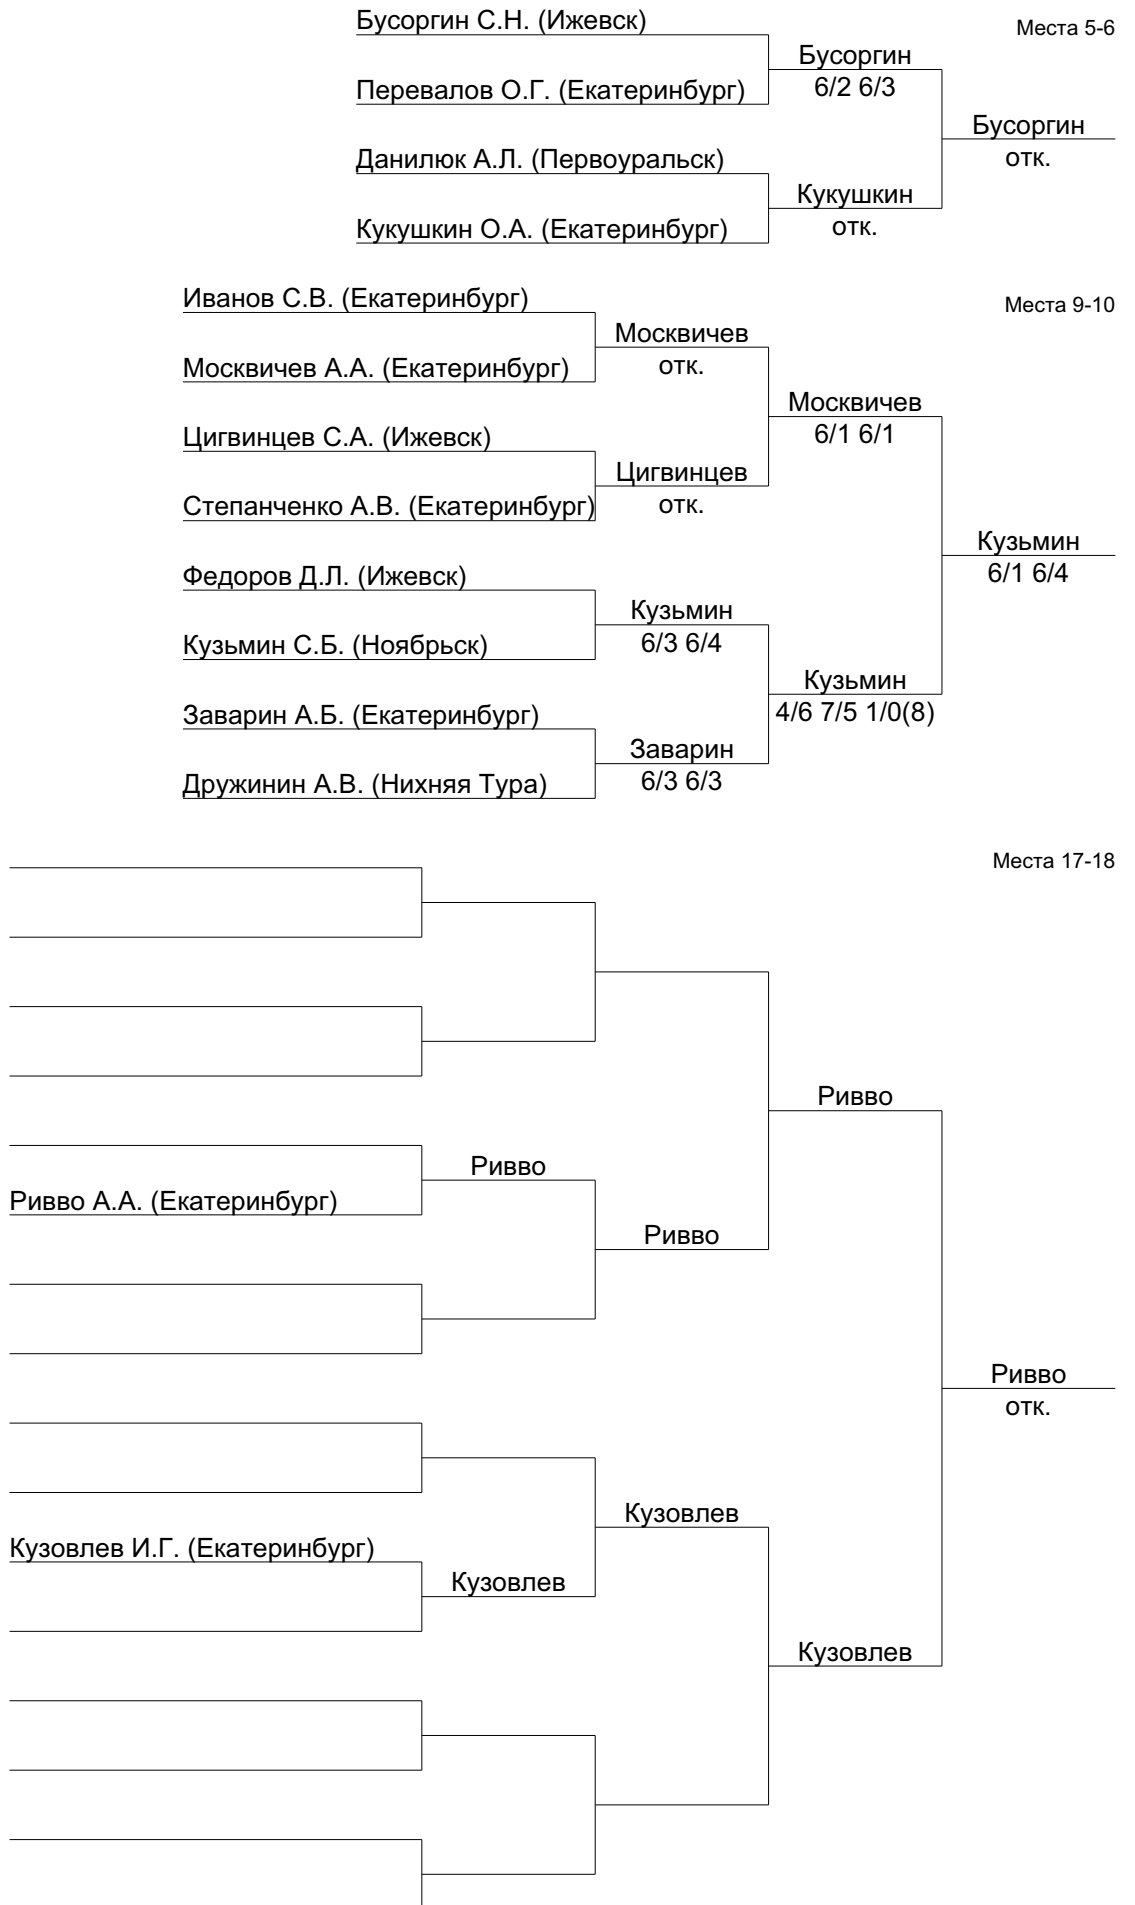 Бусоргин С.Н. (Ижевск)
Места 5-6
Бусоргин
Перевалов О.Г. (Екатеринбург)
6/2 6/3
Бусоргин
отк.
Данилюк А.Л. (Первоуральск)
Кукушкин
Кукушкин О.А. (Екатеринбург)
отк.
Иванов С.В. (Екатеринбург)
Места 9-10
Москвичев
Москвичев А.А. (Екатеринбург)
отк.
Москвичев
6/1 6/1
Цигвинцев С.А. (Ижевск)
Цигвинцев
Степанченко А.В. (Екатеринбург)
отк.
Кузьмин
6/1 6/4
Федоров Д.Л. (Ижевск)
Кузьмин
Кузьмин С.Б. (Ноябрьск)
6/3 6/4
Кузьмин
4/6 7/5 1/0(8)
Заварин А.Б. (Екатеринбург)
Заварин
Дружинин А.В. (Нихняя Тура)
6/3 6/3
Места 17-18
Ривво
Ривво
Ривво А.А. (Екатеринбург)
Ривво
Ривво
отк.
Кузовлев
Кузовлев И.Г. (Екатеринбург)
Кузовлев
Кузовлев